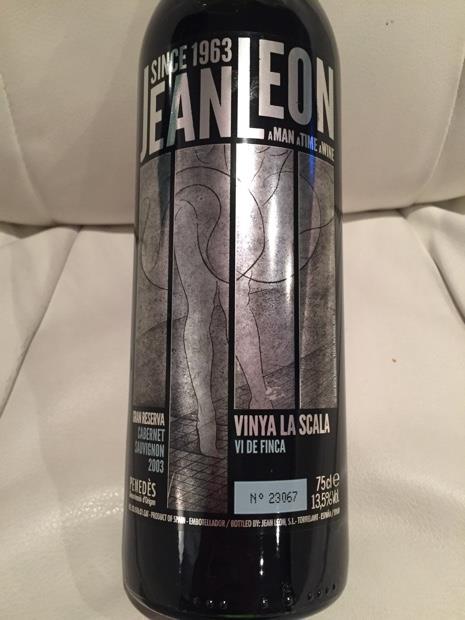 SINCE 1963
JEAN LEON
A MAN A TIME A WINE
GRAN RESERVA
CABERNET
SAUVIGNON
2003
VINYA LA SCALA
VI DE FINCA
PENEDÈS
Nº 23067
75cl e
13,5%Vol.
PRODUCT OF SPAIN - EMBOTELLADOR / BOTTLED BY: JEAN LEON, S.L. - TORRELAVIT - ESPAÑA / SPAIN